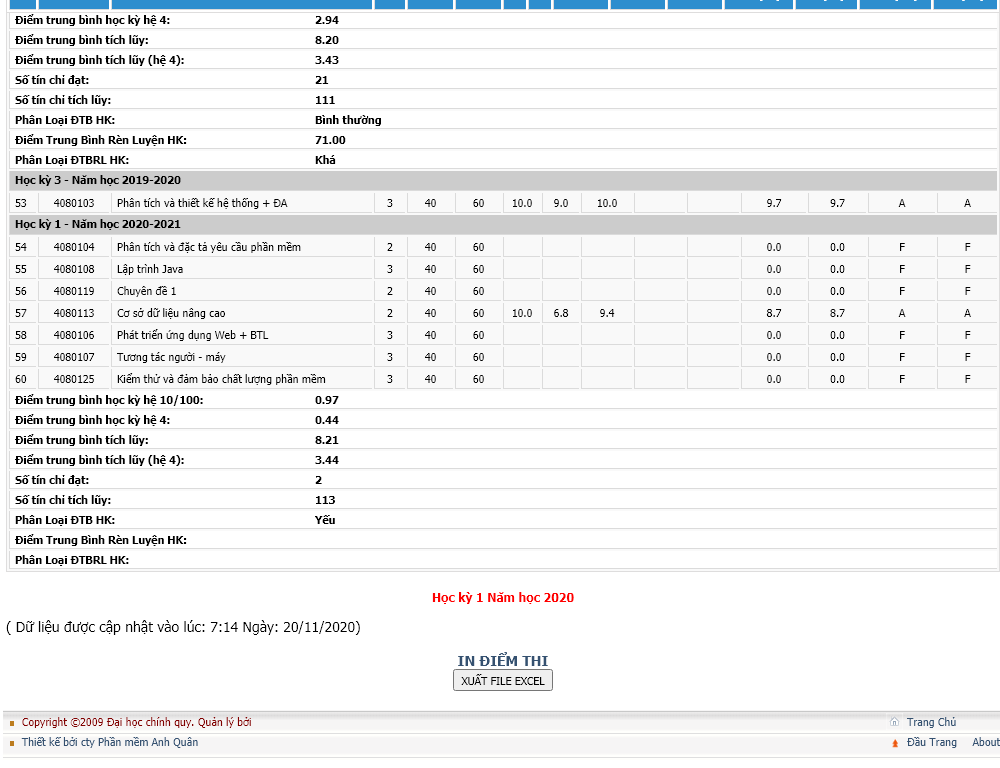 Điểm trung bình học kỳ hệ 4: 2.94
Điểm trung bình tích lũy: 8.20
Điểm trung bình tích lũy (hệ 4): 3.43
Số tín chỉ đạt: 21
Số tín chỉ tích lũy: 111
Phân Loại ĐTB HK: Bình thường
Điểm Trung Bình Rèn Luyện HK: 71.00
Phân Loại ĐTBRL HK: Khá
Học kỳ 3 - Năm học 2019-2020
53 4080103 Phân tích và thiết kế hệ thống + ĐA 3 40 60 10.0 9.0 10.0 9.7 9.7 A A
Học kỳ 1 - Năm học 2020-2021
54 4080104 Phân tích và đặc tả yêu cầu phần mềm 2 40 60 0.0 0.0 F F
55 4080108 Lập trình Java 3 40 60 0.0 0.0 F F
56 4080119 Chuyên đề 1 2 40 60 0.0 0.0 F F
57 4080113 Cơ sở dữ liệu nâng cao 2 40 60 10.0 6.8 9.4 8.7 8.7 A A
58 4080106 Phát triển ứng dụng Web + BTL 3 40 60 0.0 0.0 F F
59 4080107 Tương tác người - máy 3 40 60 0.0 0.0 F F
60 4080125 Kiểm thử và đảm bảo chất lượng phần mềm 3 40 60 0.0 0.0 F F
Điểm trung bình học kỳ hệ 10/100: 0.97
Điểm trung bình học kỳ hệ 4: 0.44
Điểm trung bình tích lũy: 8.21
Điểm trung bình tích lũy (hệ 4): 3.44
Số tín chỉ đạt: 2
Số tín chỉ tích lũy: 113
Phân Loại ĐTB HK: Yếu
Điểm Trung Bình Rèn Luyện HK:
Phân Loại ĐTBRL HK:
Học kỳ 1 Năm học 2020
( Dữ liệu được cập nhật vào lúc: 7:14 Ngày: 20/11/2020)
IN ĐIỂM THI
XUẤT FILE EXCEL
Copyright ©2009 Đại học chính quy. Quản lý bởi Trang Chủ
Thiết kế bởi cty Phần mềm Anh Quân Đầu Trang About